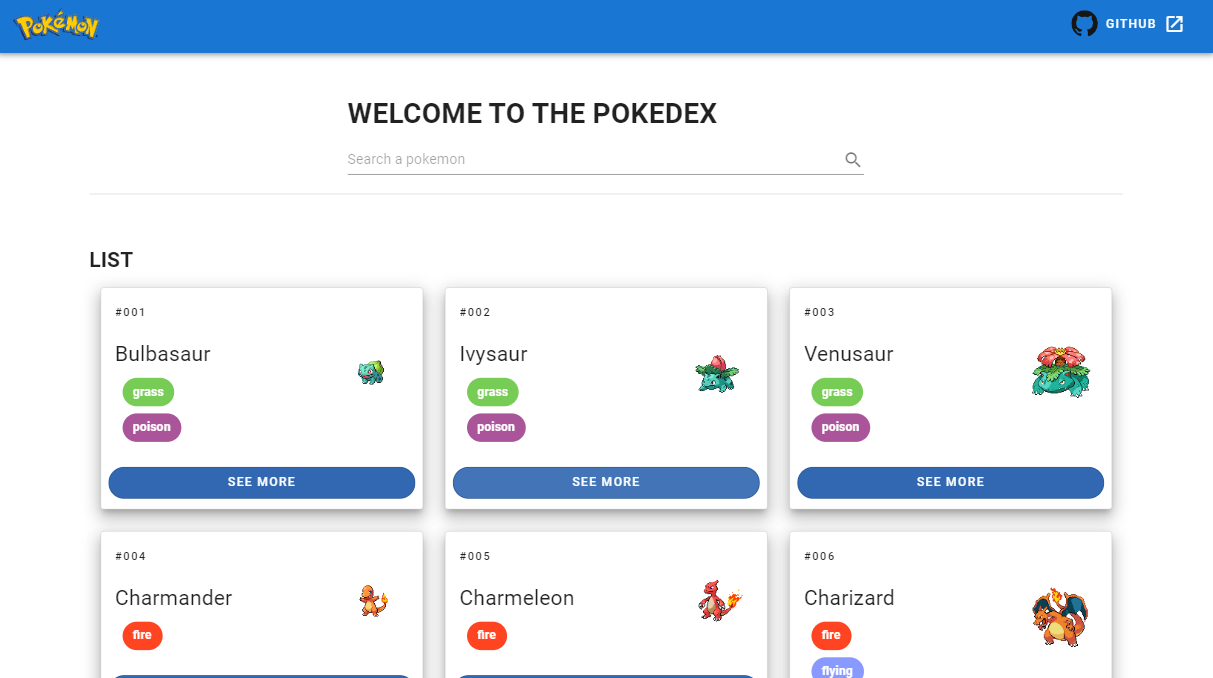 Pokémon
GITHUB
WELCOME TO THE POKEDEX
Search a pokemon
LIST
#001
Bulbasaur
grass
poison
SEE MORE
#002
Ivysaur
grass
poison
SEE MORE
#003
Venusaur
grass
poison
SEE MORE
#004
Charmander
fire
#005
Charmeleon
fire
#006
Charizard
fire
flying